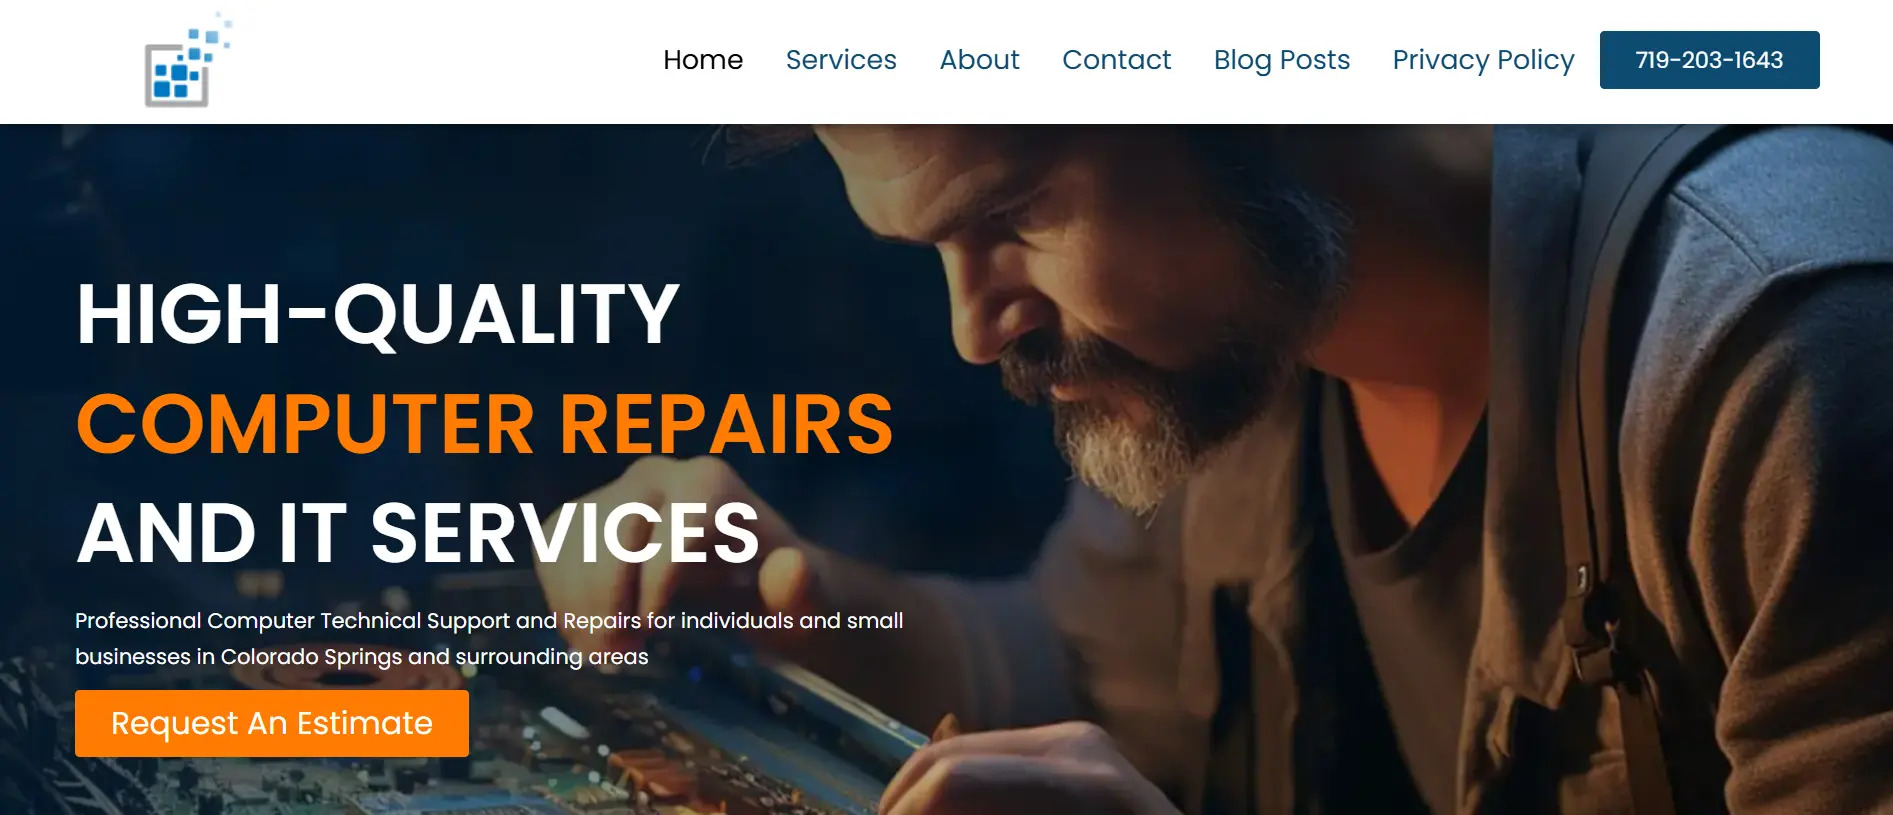 Home Services About Contact Blog Posts Privacy Policy 719-203-1643
HIGH-QUALITY
COMPUTER REPAIRS
AND IT SERVICES
Professional Computer Technical Support and Repairs for individuals and small
businesses in Colorado Springs and surrounding areas
Request An Estimate